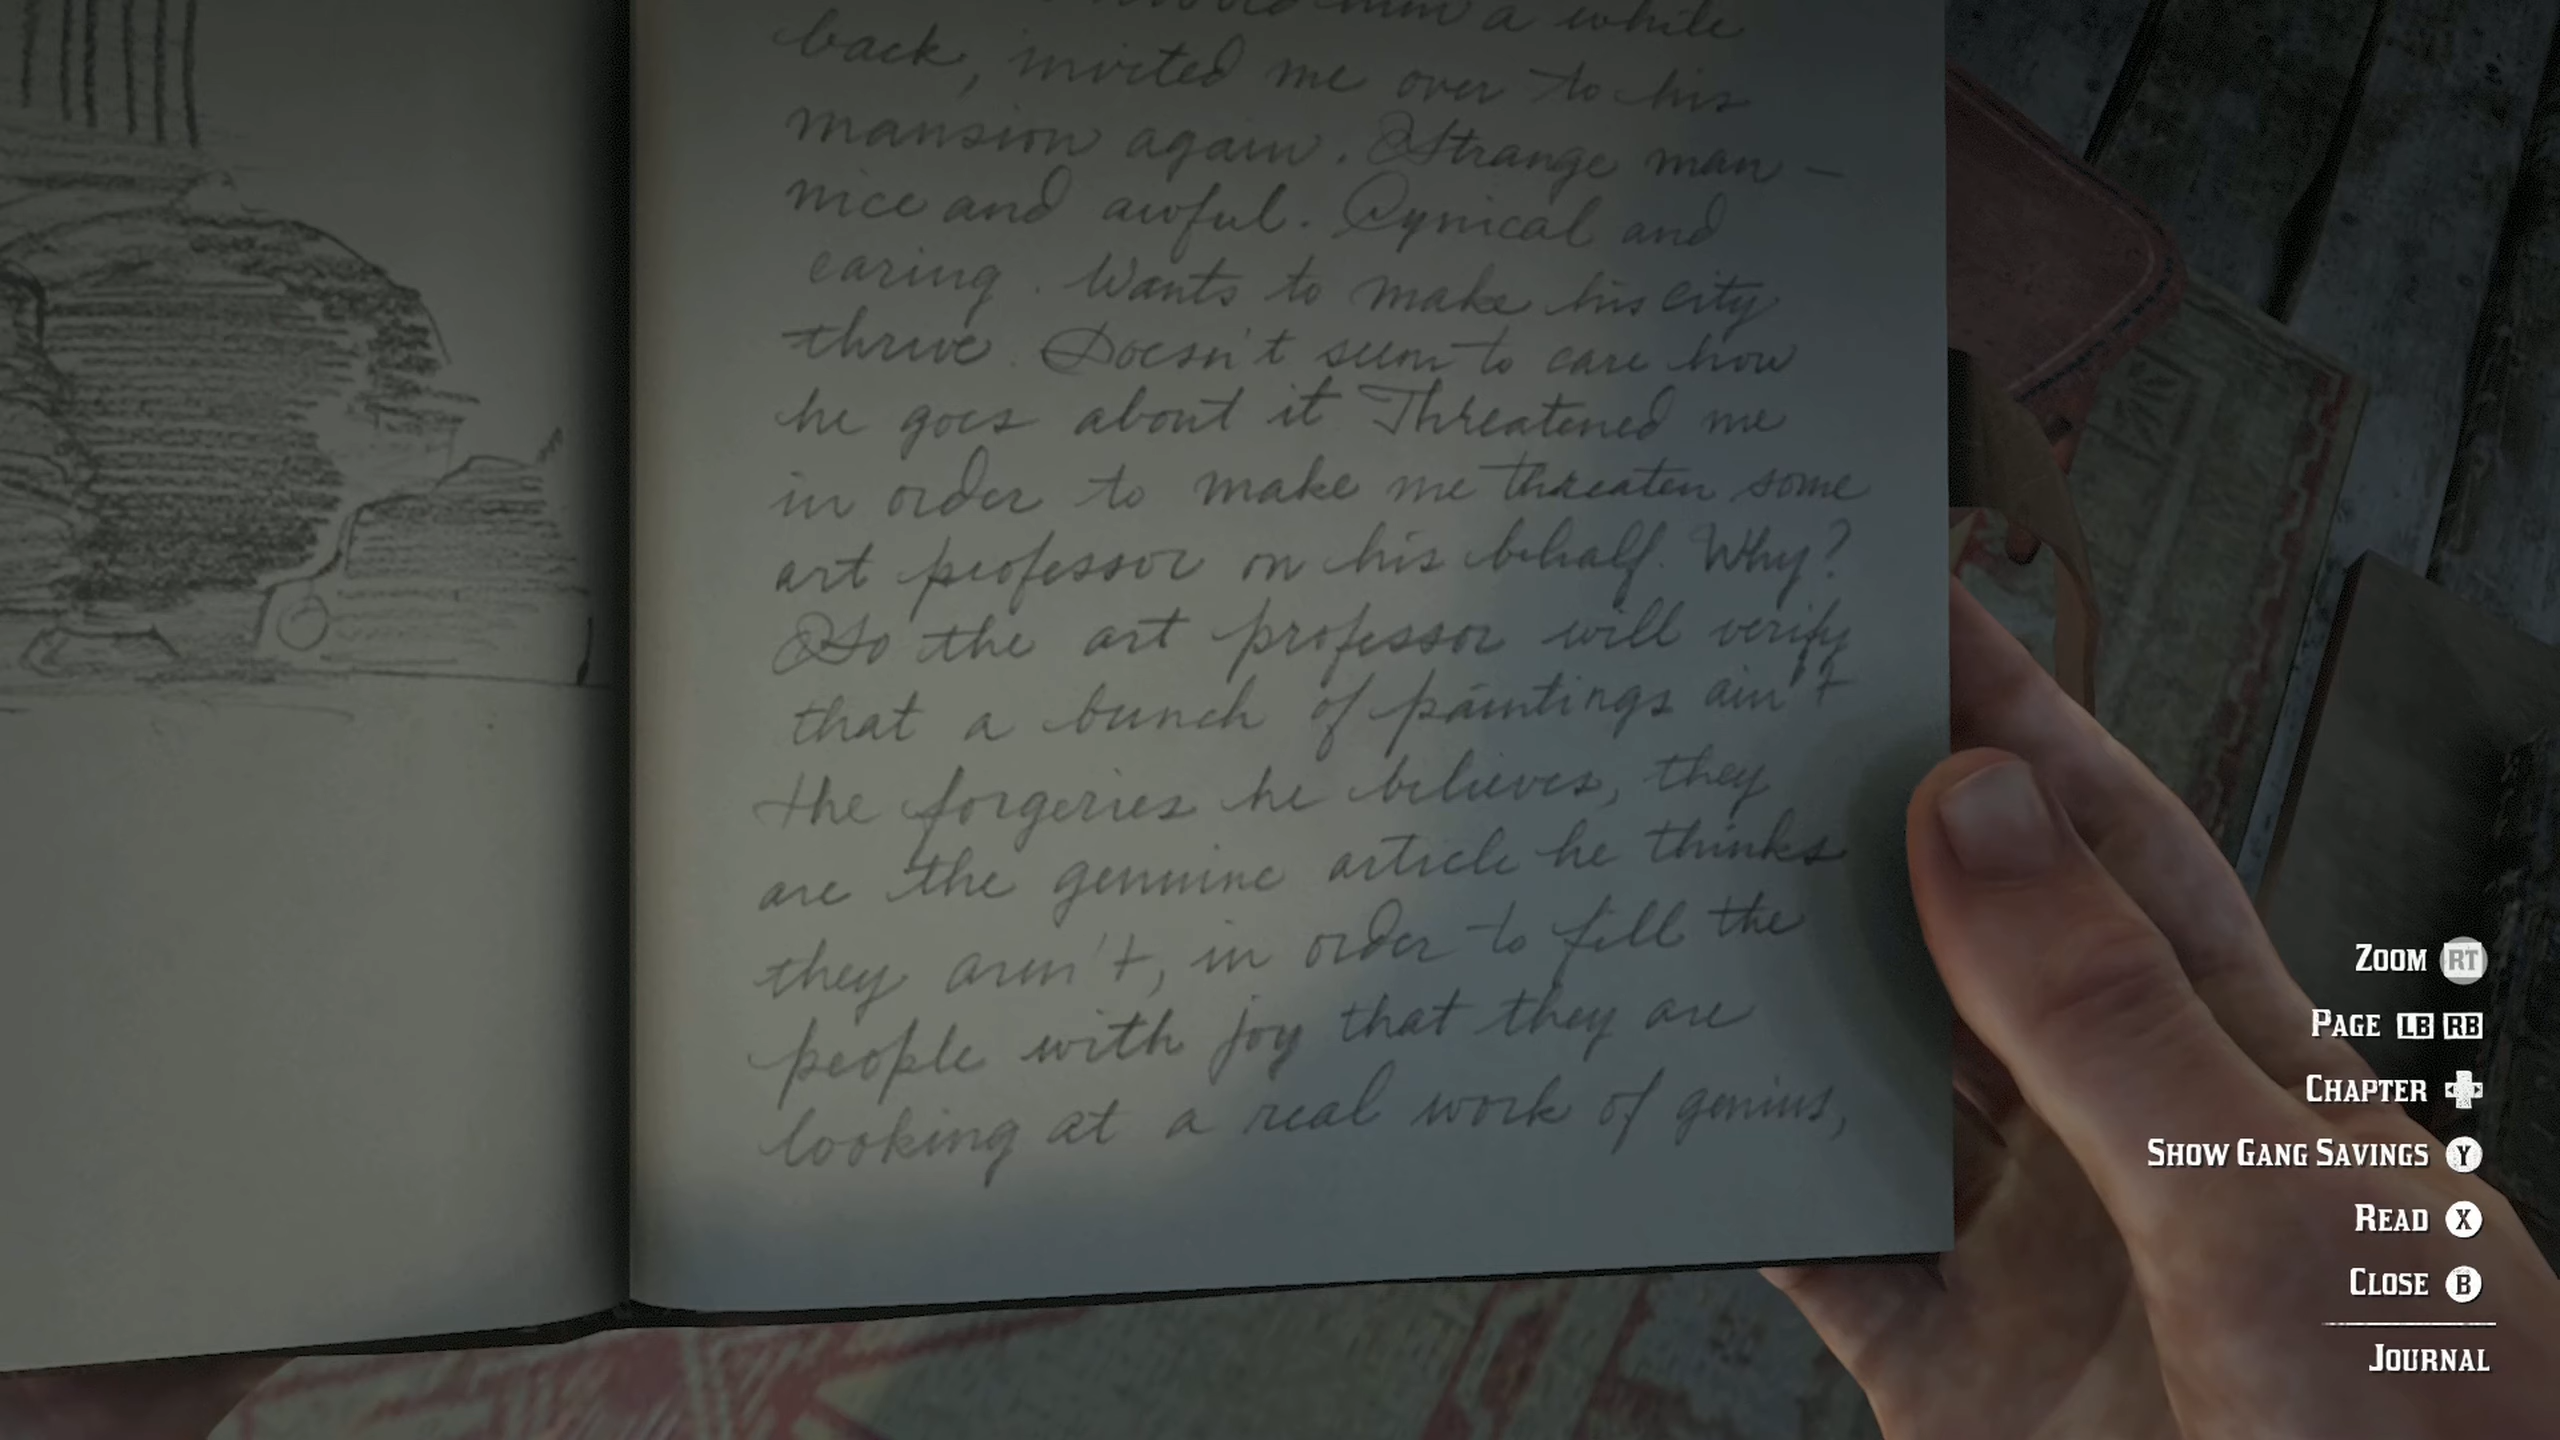 him a while
back, invited me over to his
mansion again. Strange man –
nice and awful. Cynical and
caring. Wants to make his city
thrive. Doesn't seem to care how
he goes about it Threatened me
in order to make me threaten some
art professor on his behalf. Why?
So the art professor will verify
that a bunch of paintings ain't
the forgeries he believes, they
are the genuine article he thinks
they aren't, in order to fill the
people with joy that they are
looking at a real work of genius,
ZOOM RT
PAGE LB RB
CHAPTER
SHOW GANG SAVINGS Y
READ X
CLOSE B
JOURNAL